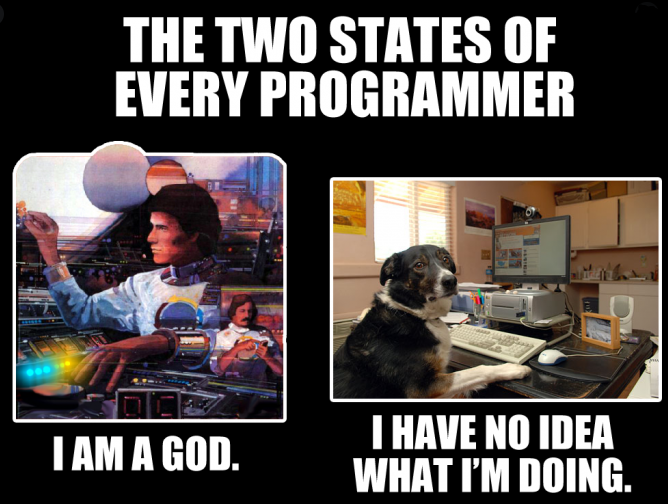 THE TWO STATES OF
EVERY PROGRAMMER
I AM A GOD.
I HAVE NO IDEA
WHAT I'M DOING.